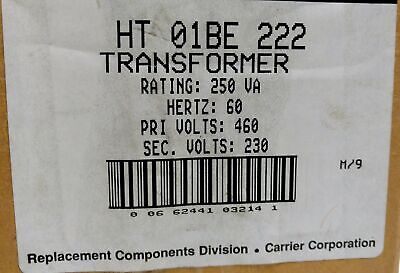 HT 01BE 222
TRANSFORMER
RATING: 250 VA
HERTZ: 60
PRI VOLTS: 460
SEC. VOLTS: 230
M/9
0 06 62441 03214 1
Replacement Components Division • Carrier Corporation